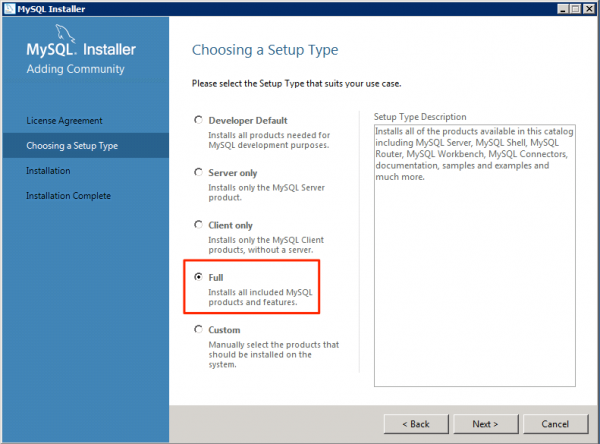 MySQL Installer
MySQL. Installer
Adding Community
License Agreement
Choosing a Setup Type
Installation
Installation Complete
Choosing a Setup Type
Please select the Setup Type that suits your use case.
Developer Default
Installs all products needed for
MySQL development purposes.
Server only
Installs only the MySQL Server
product.
Client only
Installs only the MySQL Client
products, without a server.
Full
Installs all included MySQL
products and features.
Custom
Manually select the products that
should be installed on the
system.
Setup Type Description
Installs all of the products available in this catalog
including MySQL Server, MySQL Shell, MySQL
Router, MySQL Workbench, MySQL Connectors,
documentation, samples and examples and
much more.
< Back
Next >
Cancel